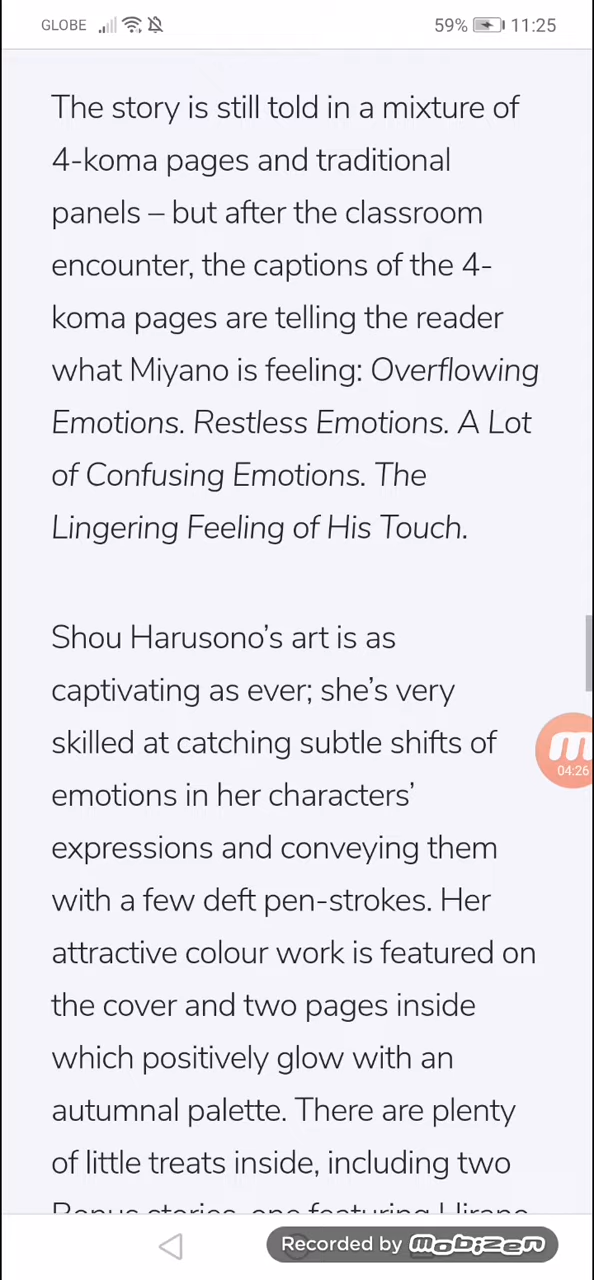 GLOBE 59% 11:25
The story is still told in a mixture of
4-koma pages and traditional
panels – but after the classroom
encounter, the captions of the 4-
koma pages are telling the reader
what Miyano is feeling: Overflowing
Emotions. Restless Emotions. A Lot
of Confusing Emotions. The
Lingering Feeling of His Touch.
Shou Harusono’s art is as
captivating as ever; she’s very
skilled at catching subtle shifts of
emotions in her characters’
expressions and conveying them
with a few deft pen-strokes. Her
attractive colour work is featured on
the cover and two pages inside
which positively glow with an
autumnal palette. There are plenty
of little treats inside, including two
Bonus stories, one featuring Hirano
m
04:26
Recorded by mobizen